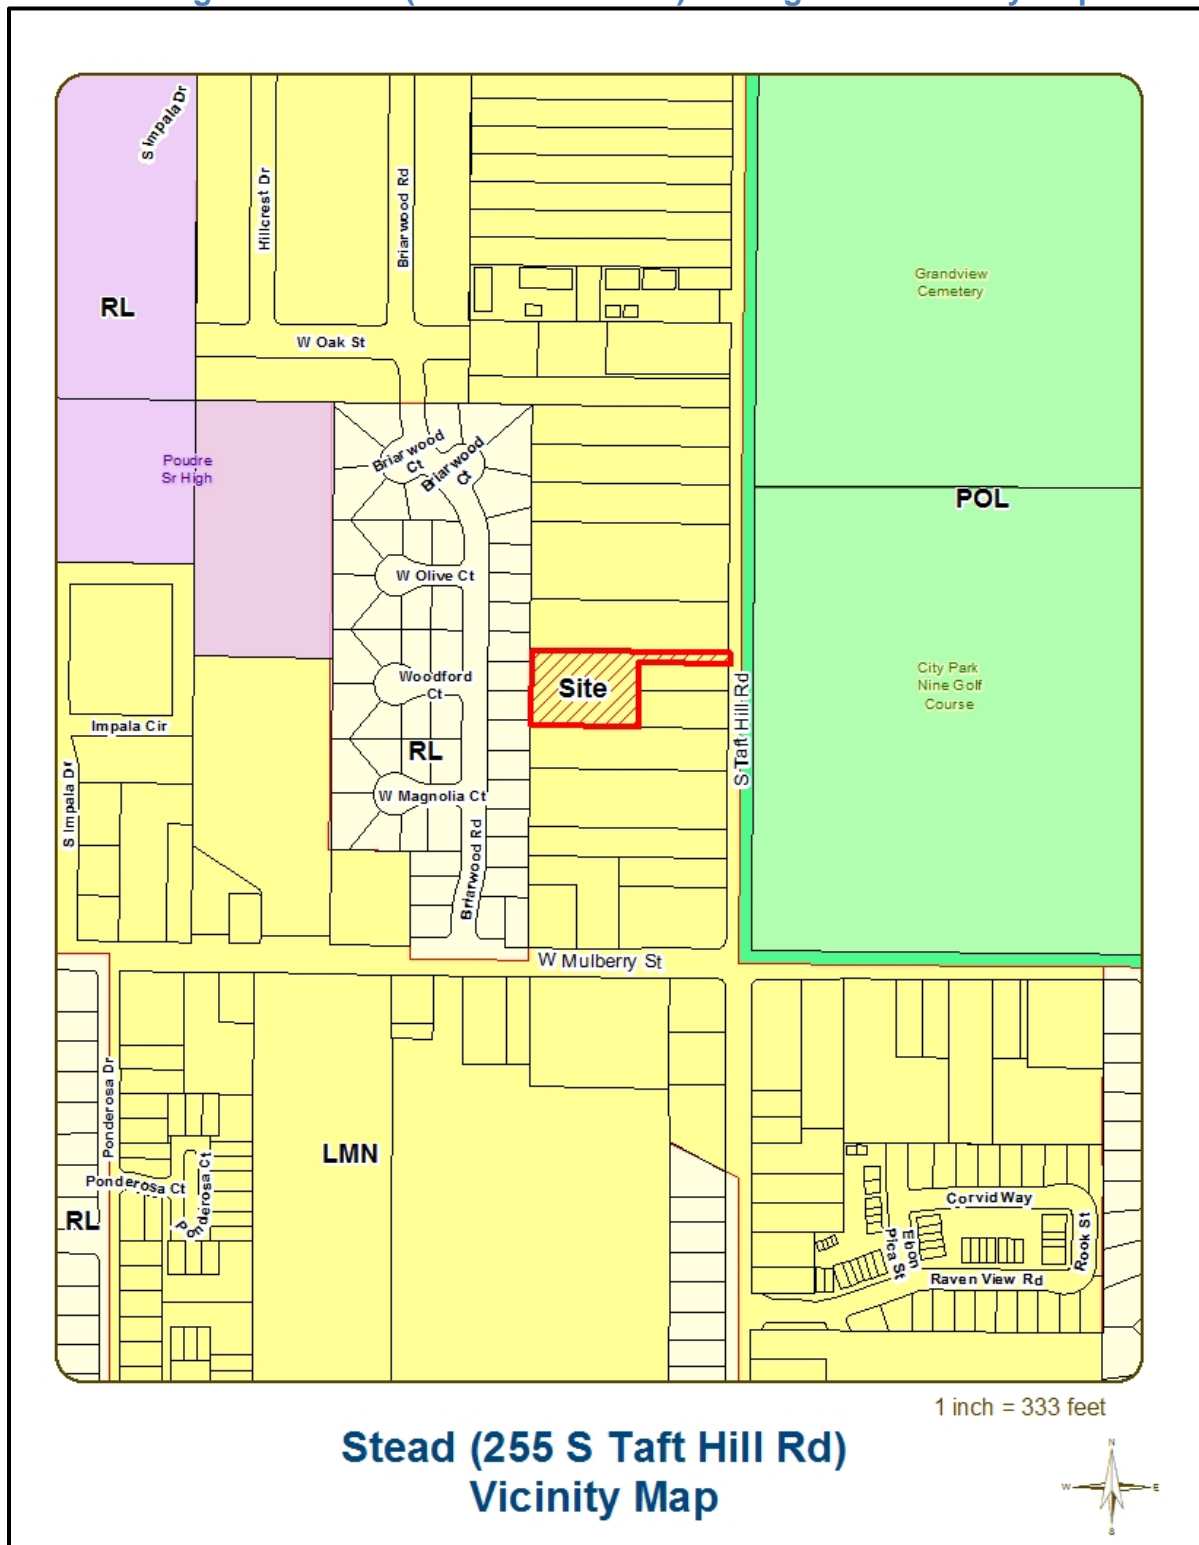 S Impala Dr
Hillcrest Dr
Briarwood Rd
RL
Grandview
Cemetery
W Oak St
Poudre
Sr High
Briarwood
Ct
Briarwood
Ct
POL
W Olive Ct
Woodford
Ct
Site
City Park
Nine Golf
Course
S Taft Hill Rd
Impala Cir
RL
S Impala Dr
W Magnolia Ct
Briarwood Rd
W Mulberry St
Ponderosa Dr
LMN
Ponderosa Ct
Ponderosa Ct
RL
Corvid Way
Ebon
Pica St
Rook St
Raven View Rd
1 inch = 333 feet
Stead (255 S Taft Hill Rd)
Vicinity Map
N
W
E
S